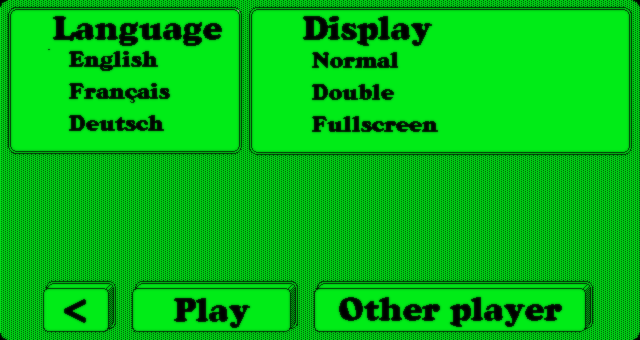 Language
English
Français
Deutsch
Display
Normal
Double
Fullscreen
<
Play
Other player